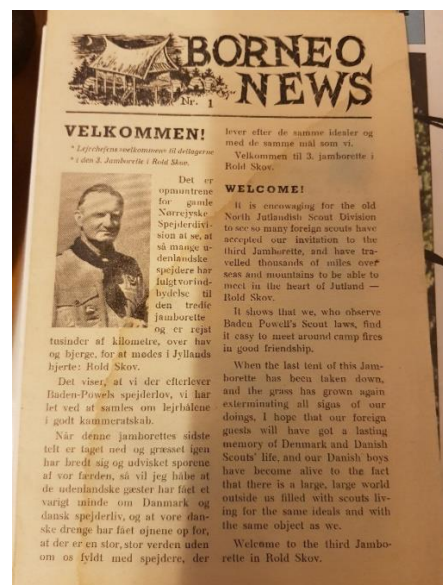 BORNEO
NEWS
Nr. 1
VELKOMMEN!
* Lejrchefens velkommen til deltagerne
* i den 3. Jamborette i Rold Skov.
Det er
opmuntrene
for gamle
Nørrejyske
Spejderdivi-
sion at se, at
så mange u-
denlandske
spejdere har
fulgt vor ind-
bydelse til
den tredie
jamborette
og er rejst
tusinder af kilometre, over hav
og bjerge, for at mødes i Jyllands
hjerte: Rold Skov.
Det viser, at vi der efterlever
Baden-Powels spejderlov, vi har
let ved at samles om lejrbålene
i godt kammeratskab.
Når denne jamborettes sidste
telt er taget ned og græsset igen
har bredt sig og udvisket sporene
af vor færden, så vil jeg håbe at
de udenlandske gæster har fået et
varigt minde om Danmark og
dansk spejderliv, og at vore dan-
ske drenge har fået øjnene op for,
at der er en stor, stor verden uden
om os fyldt med spejdere, der
lever efter de samme idealer og
med de samme mål som vi.
Velkommen til 3. jamborette i
Rold Skov.
WELCOME!
It is encowaging for the old
North Jutlandish Scout Division
to see so many foreign scouts have
accepted our invitation to the
third Jamborette, and have tra-
velled thousands of miles over
seas and mountains to be able to
meet in the heart of Jutlund —
Rold Skov.
It shows that we, who observe
Baden Powell's Scout laws, find
it easy to meet around camp fires
in good friendship.
When the last tent of this Jam-
borette has been taken down,
and the grass has grown again
exterminating all signs of our
doings, I hope that our foreign
guests will have got a lasting
memory of Denmark and Danish
Scouts' life, and our Danish boys
have become alive to the fact
that there is a large, large world
outside us filled with scouts liv-
ing for the same ideals and with
the same object as we.
Welcome to the third Jambo-
rette in Rold Skov.